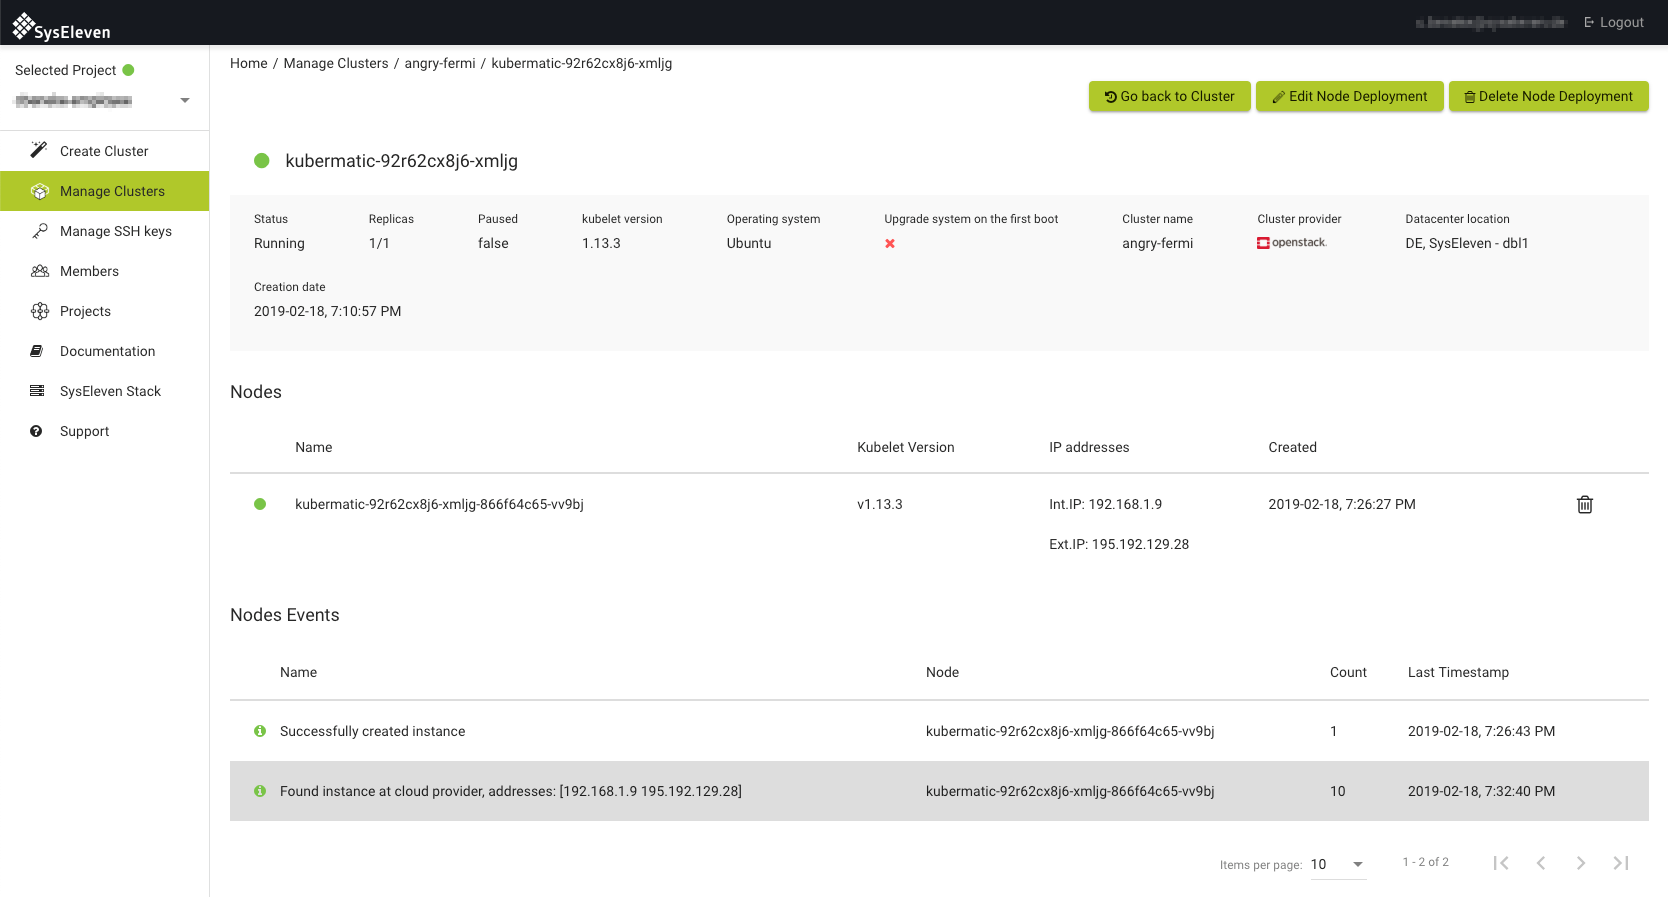 SysEleven
Logout
Selected Project
Home / Manage Clusters / angry-fermi / kubermatic-92r62cx8j6-xmljg
Go back to Cluster
Edit Node Deployment
Delete Node Deployment
Create Cluster
Manage Clusters
Manage SSH keys
Members
Projects
Documentation
SysEleven Stack
Support
kubermatic-92r62cx8j6-xmljg
Status Replicas Paused kubelet version Operating system Upgrade system on the first boot Cluster name Cluster provider Datacenter location
Running 1/1 false 1.13.3 Ubuntu angry-fermi openstack. DE, SysEleven - dbl1
Creation date
2019-02-18, 7:10:57 PM
Nodes
Name Kubelet Version IP addresses Created
kubermatic-92r62cx8j6-xmljg-866f64c65-vv9bj v1.13.3 Int.IP: 192.168.1.9 2019-02-18, 7:26:27 PM
Ext.IP: 195.192.129.28
Nodes Events
Name Node Count Last Timestamp
Successfully created instance kubermatic-92r62cx8j6-xmljg-866f64c65-vv9bj 1 2019-02-18, 7:26:43 PM
Found instance at cloud provider, addresses: [192.168.1.9 195.192.129.28] kubermatic-92r62cx8j6-xmljg-866f64c65-vv9bj 10 2019-02-18, 7:32:40 PM
Items per page: 10 1 - 2 of 2